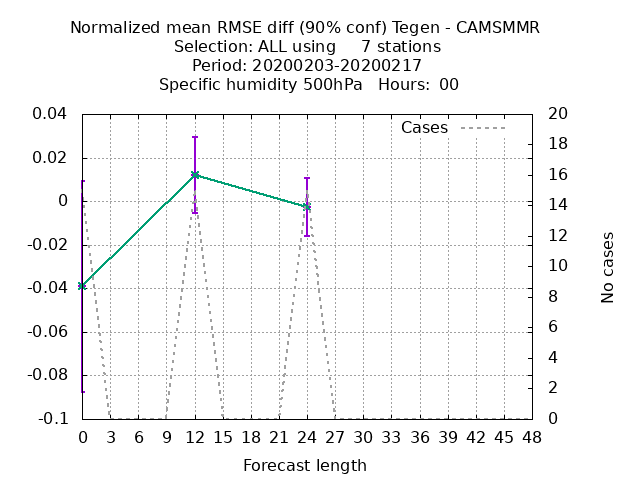 Normalized mean RMSE diff (90% conf) Tegen - CAMSMMR
Selection: ALL using     7 stations
Period: 20200203-20200217
Specific humidity 500hPa   Hours:  00
Cases
0.04
0.02
0
-0.02
-0.04
-0.06
-0.08
-0.1
20
18
16
14
12
10
8
6
4
2
0
No cases
0 3 6 9 12 15 18 21 24 27 30 33 36 39 42 45 48
Forecast length